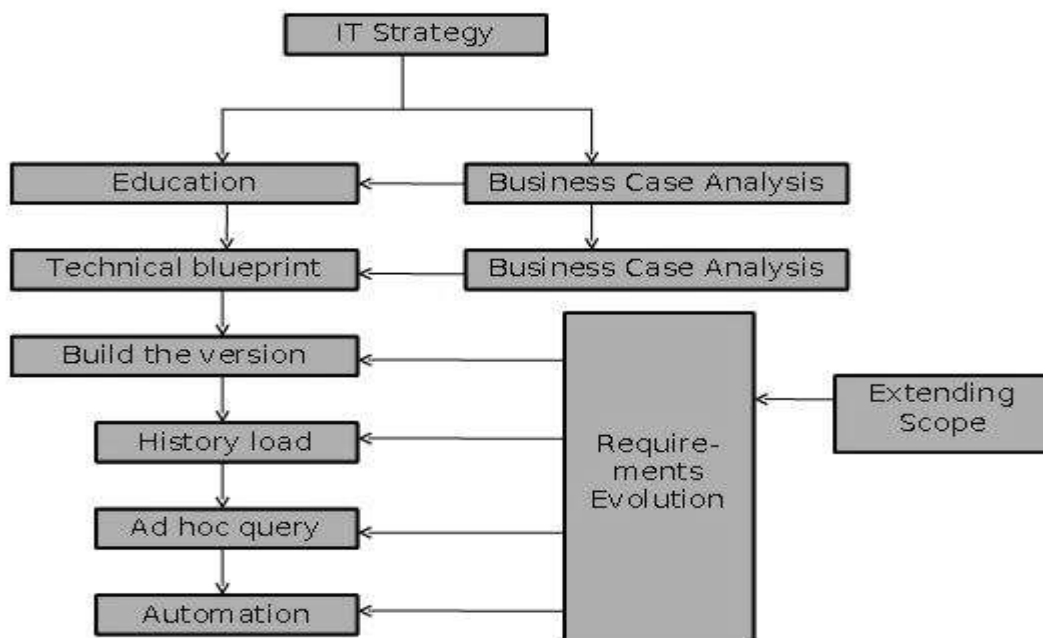 IT Strategy
Education
Business Case Analysis
Technical blueprint
Business Case Analysis
Build the version
Extending
Scope
History load
Require-
ments
Evolution
Ad hoc query
Automation